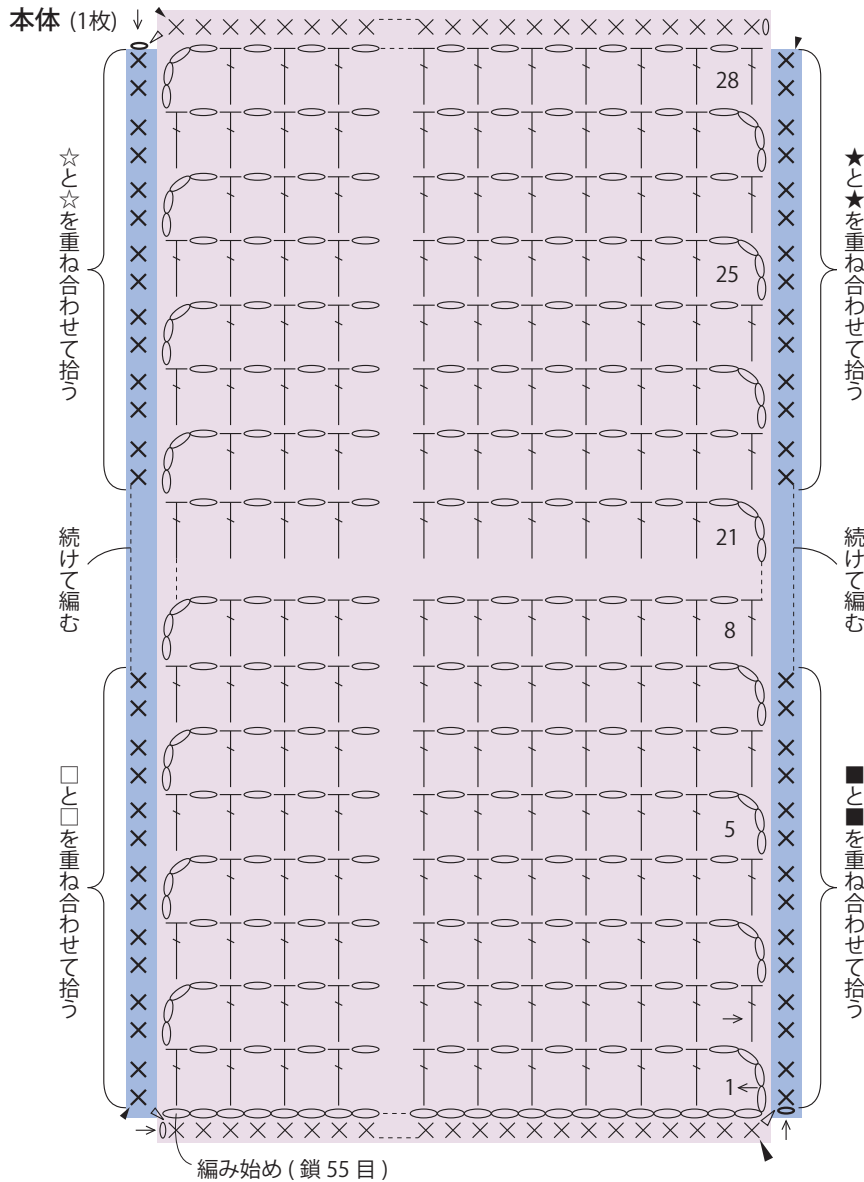 本体 (1枚)
28
☆と☆を重ね合わせて拾う
★と★を重ね合わせて拾う
25
21
続けて編む
続けて編む
8
□と□を重ね合わせて拾う
■と■を重ね合わせて拾う
5
1
編み始め ( 鎖 55 目 )